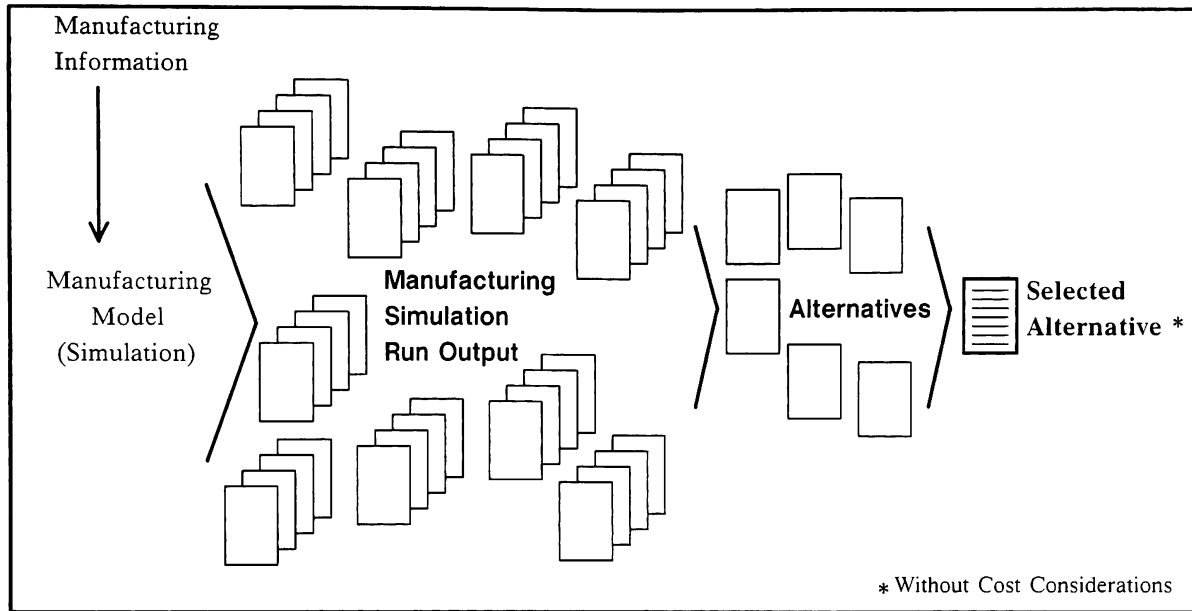 Manufacturing
Information
Manufacturing
Model
(Simulation)
Manufacturing
Simulation
Run Output
Alternatives
Selected
Alternative *
* Without Cost Considerations